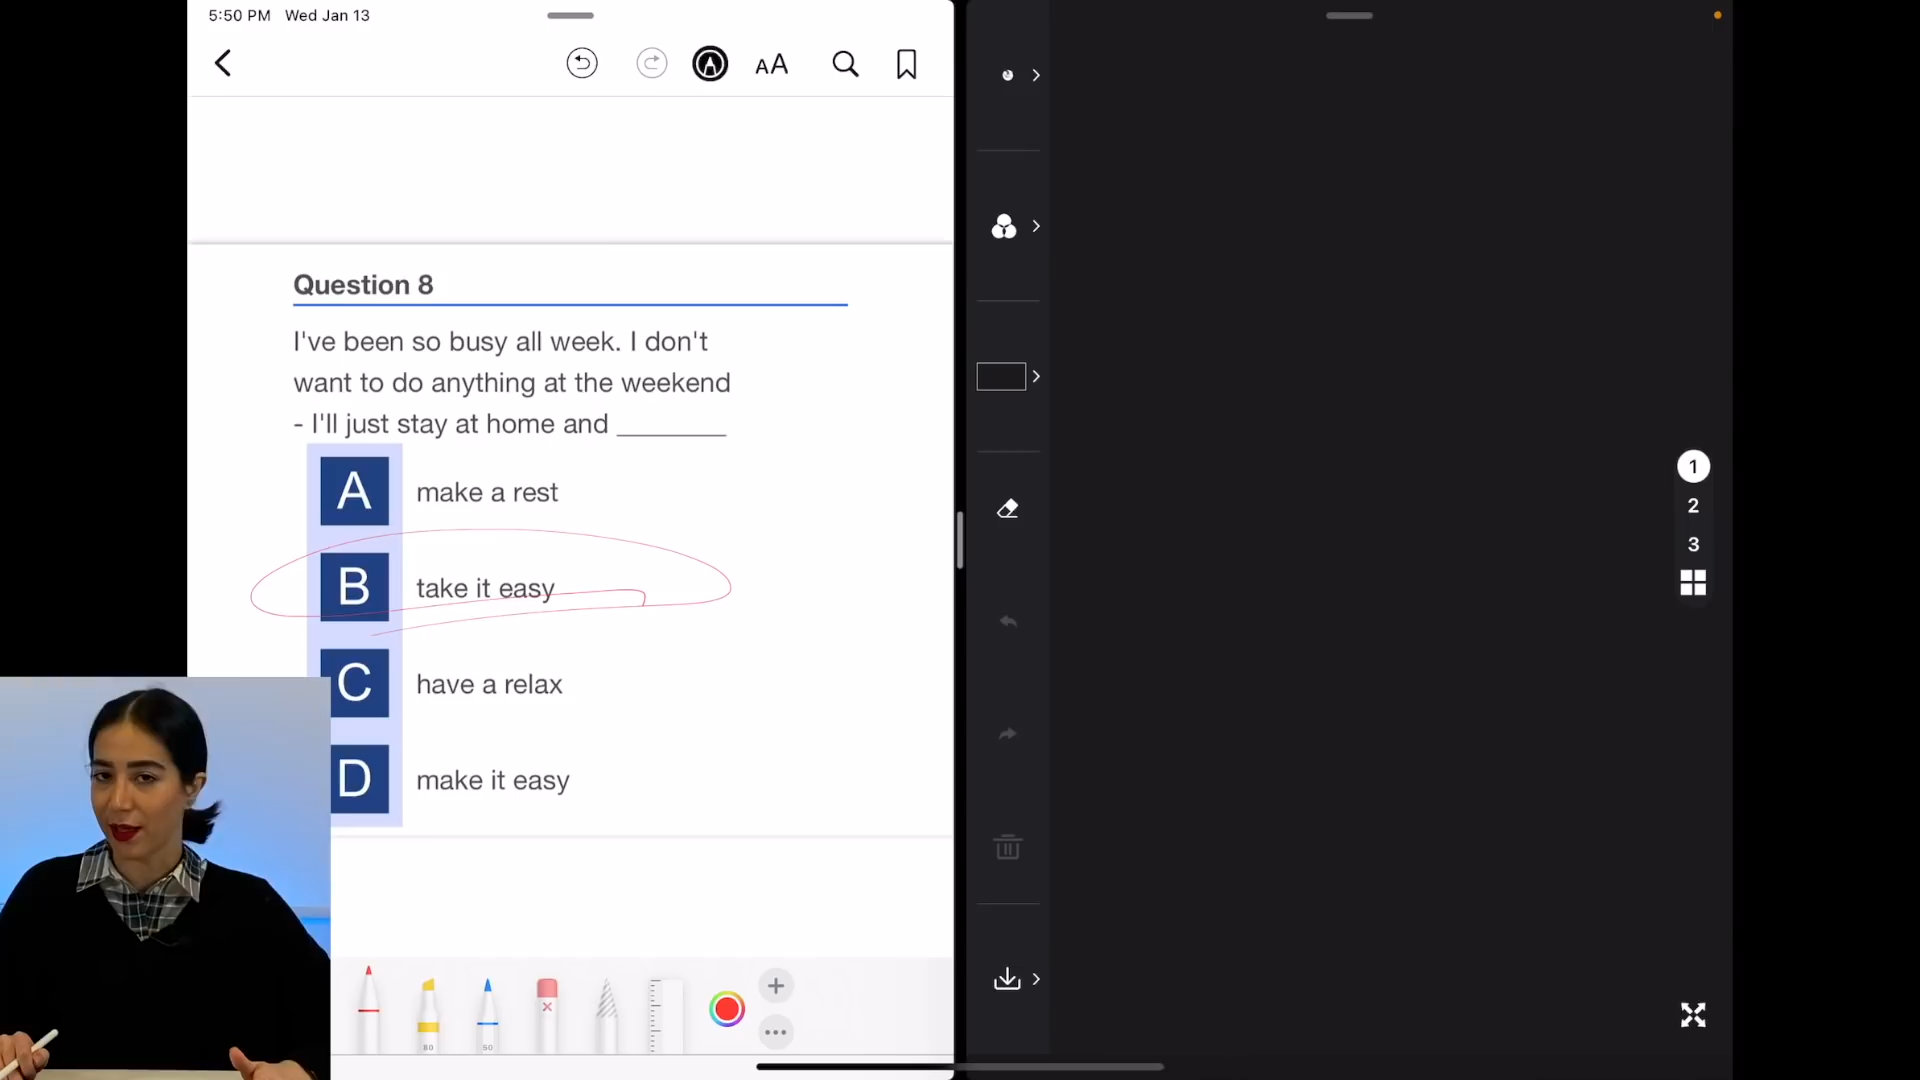 5:50 PM Wed Jan 13
AA
Question 8
I've been so busy all week. I don't
want to do anything at the weekend
- I'll just stay at home and ________
A make a rest
B take it easy
C have a relax
D make it easy
80
50
1
2
3